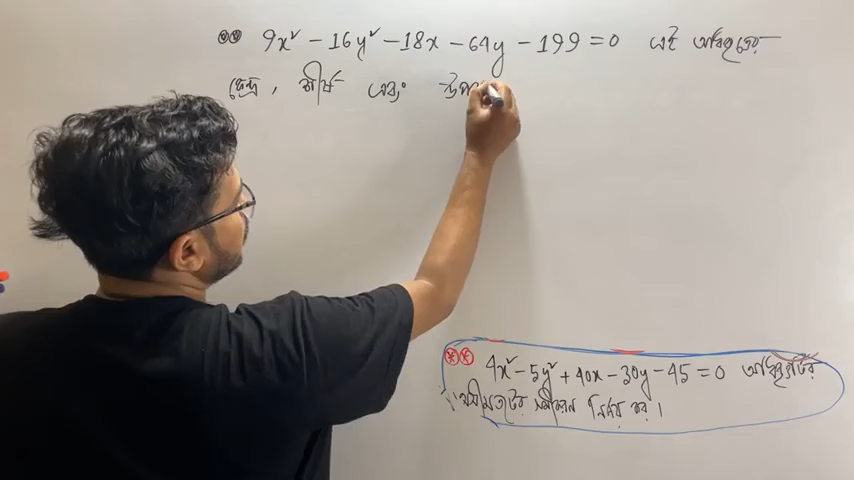 9x² - 16y² - 18x - 64y - 199 = 0 এই অধিবৃত্তের
কেন্দ্র, শীর্ষ এবং
4x² - 5y² + 40x - 30y - 45 = 0 অধিবৃত্তটির
অসীমতটের সমীকরণ নির্ণয় কর।